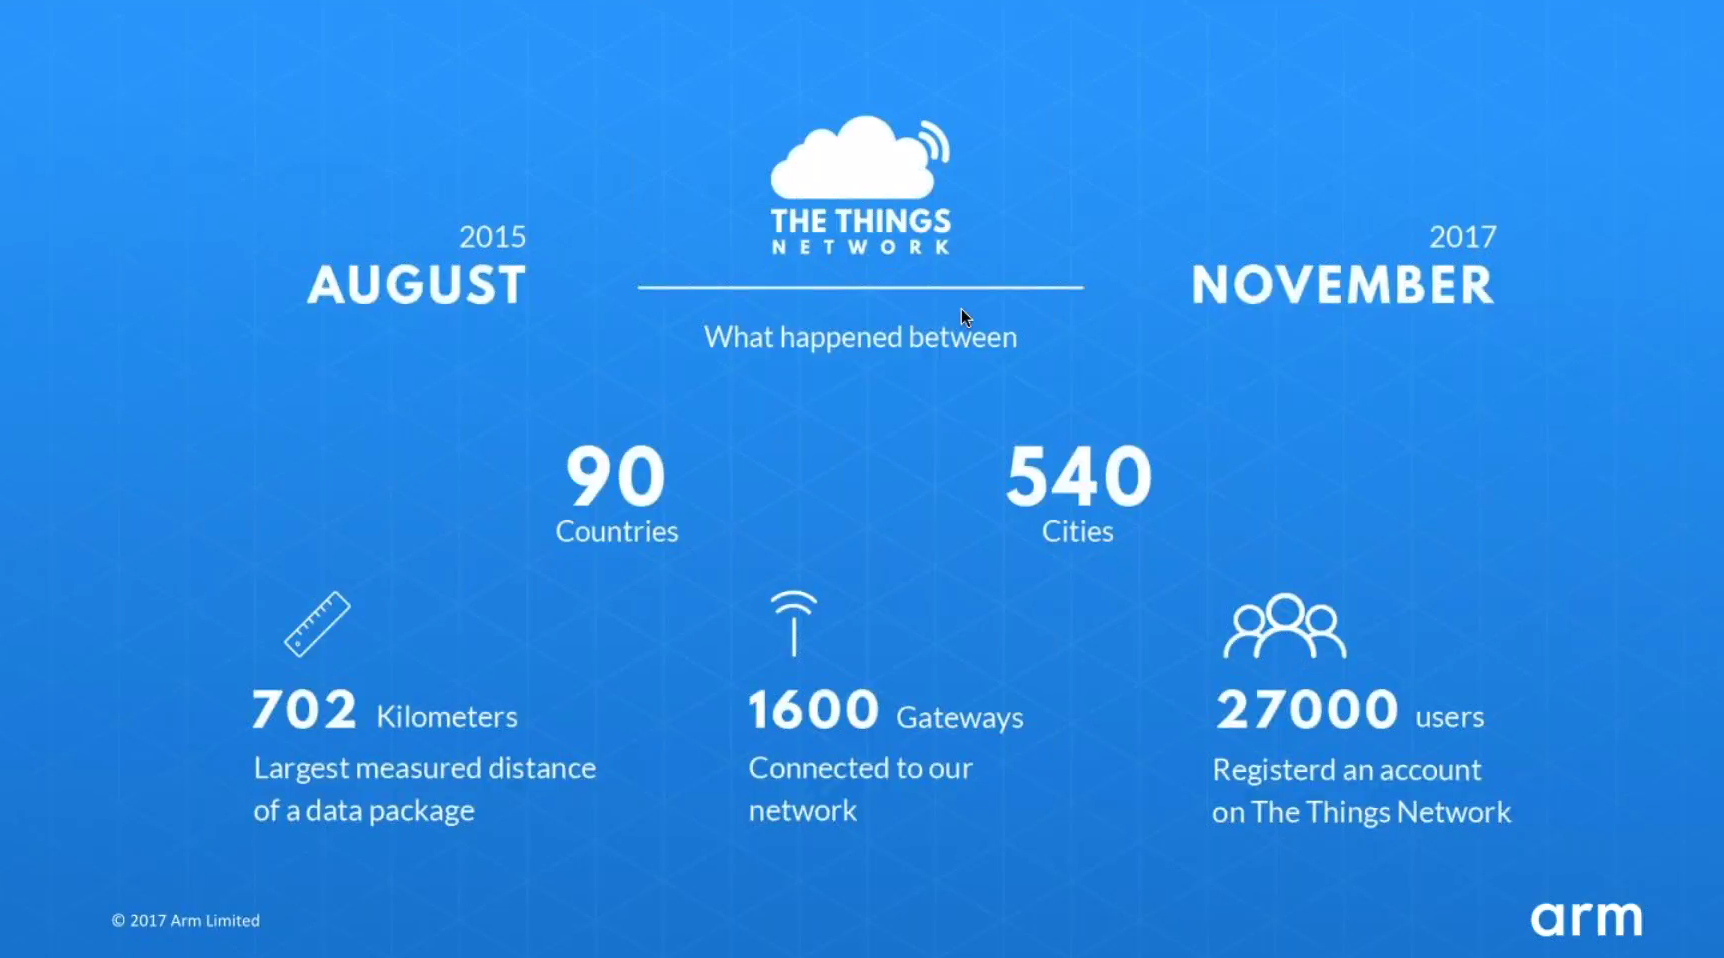 THE THINGS
NETWORK
2015
AUGUST
2017
NOVEMBER
What happened between
90
Countries
540
Cities
702 Kilometers
Largest measured distance
of a data package
1600 Gateways
Connected to our
network
27000 users
Registerd an account
on The Things Network
© 2017 Arm Limited
arm